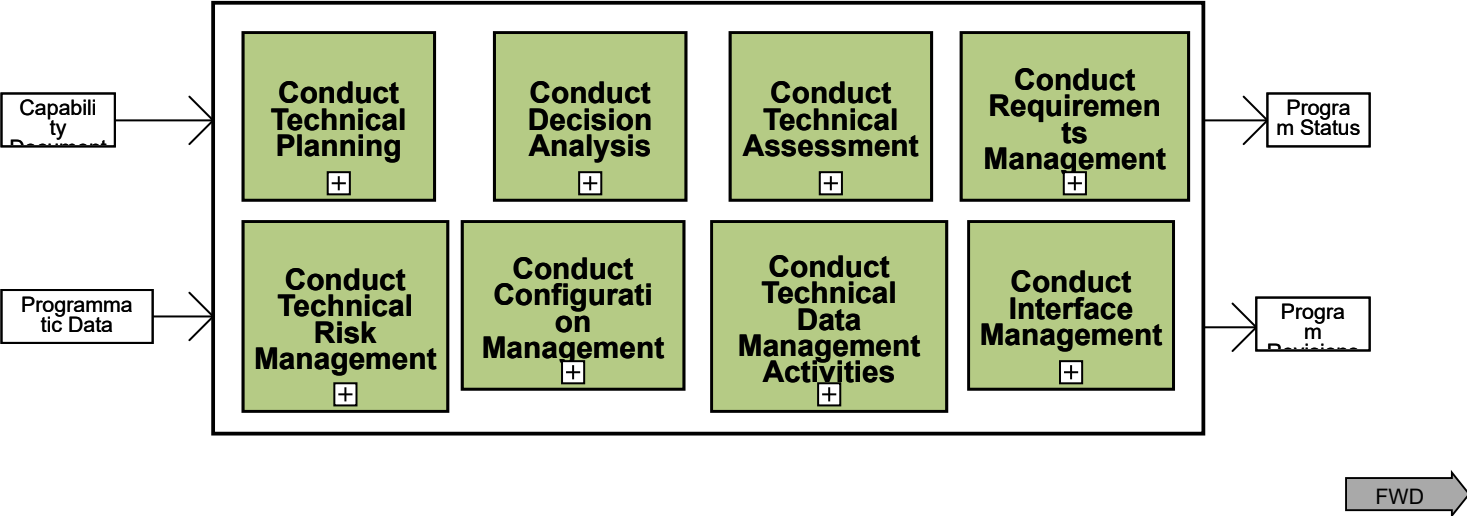 Capabili
ty
Document
Programma
tic Data
Conduct
Technical
Planning
Conduct
Decision
Analysis
Conduct
Technical
Assessment
Conduct
Requiremen
ts
Management
Conduct
Technical
Risk
Management
Conduct
Configurati
on
Management
Conduct
Technical
Data
Management
Activities
Conduct
Interface
Management
Progra
m Status
Progra
m
Revisions
FWD